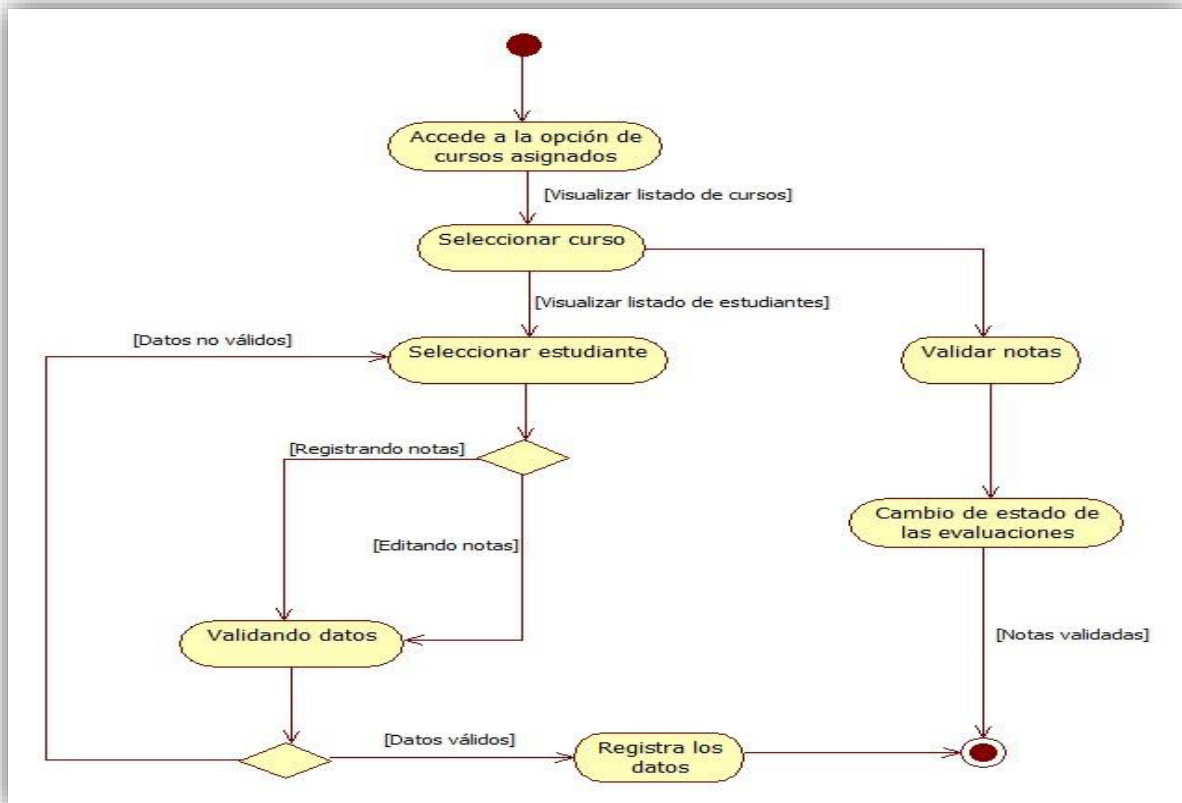 Accede a la opción de
cursos asignados
[Visualizar listado de cursos]
Seleccionar curso
[Visualizar listado de estudiantes]
[Datos no válidos]
Seleccionar estudiante
Validar notas
[Registrando notas]
Cambio de estado de
las evaluaciones
[Editando notas]
Validando datos
[Notas validadas]
[Datos válidos]
Registra los
datos